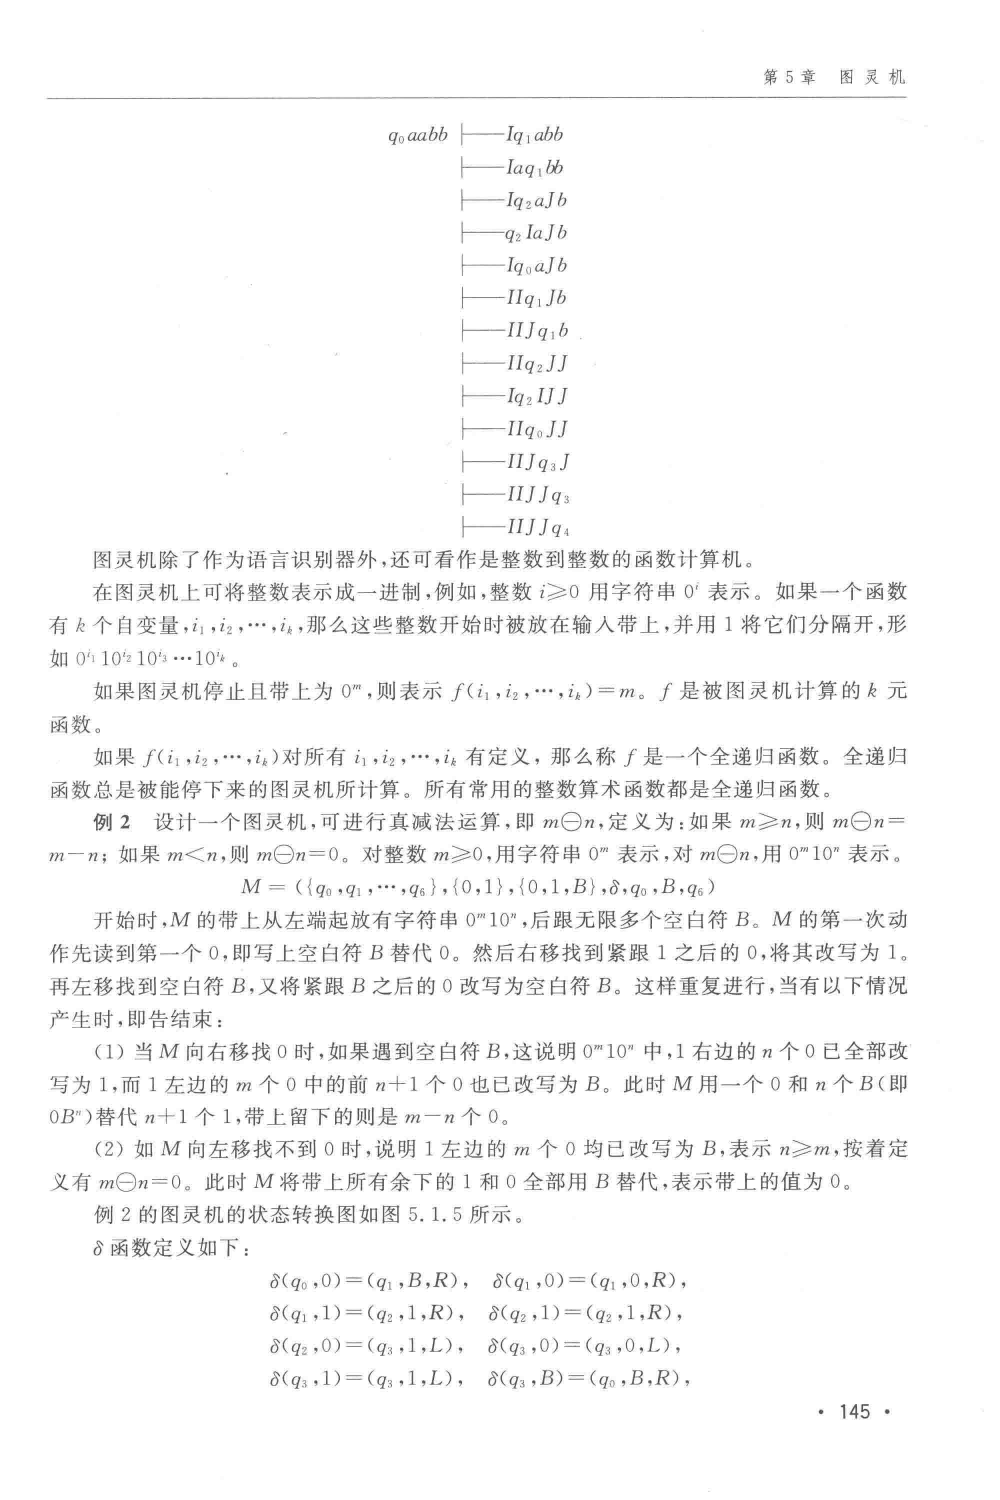 第 5 章　图 灵 机
q₀aabb ├──Iq₁abb
├──Iaq₁bb
├──Iq₂aJb
├──q₂IaJb
├──Iq₀aJb
├──IIq₁Jb
├──IIJq₁b
├──IIq₂JJ
├──Iq₂IJJ
├──IIq₀JJ
├──IIJq₃J
├──IIJJq₃
├──IIJJq₄
图灵机除了作为语言识别器外,还可看作是整数到整数的函数计算机。
在图灵机上可将整数表示成一进制,例如,整数 i≥0 用字符串 0ⁱ 表示。如果一个函数
有 k 个自变量,i₁,i₂,…,iₖ,那么这些整数开始时被放在输入带上,并用 1 将它们分隔开,形
如 0^{i₁}10^{i₂}10^{i₃}…10^{iₖ}。
如果图灵机停止且带上为 0ᵐ,则表示 f(i₁,i₂,…,iₖ)=m。f 是被图灵机计算的 k 元
函数。
如果 f(i₁,i₂,…,iₖ)对所有 i₁,i₂,…,iₖ 有定义，那么称 f 是一个全递归函数。全递归
函数总是被能停下来的图灵机所计算。所有常用的整数算术函数都是全递归函数。
例 2　设计一个图灵机,可进行真减法运算,即 m⊖n,定义为:如果 m≥n,则 m⊖n=
m−n; 如果 m<n,则 m⊖n=0。对整数 m≥0,用字符串 0ᵐ 表示,对 m⊖n,用 0ᵐ10ⁿ 表示。
M = ({q₀,q₁,…,q₆},{0,1},{0,1,B},δ,q₀,B,q₆)
开始时,M 的带上从左端起放有字符串 0ᵐ10ⁿ,后跟无限多个空白符 B。M 的第一次动
作先读到第一个 0,即写上空白符 B 替代 0。然后右移找到紧跟 1 之后的 0,将其改写为 1。
再左移找到空白符 B,又将紧跟 B 之后的 0 改写为空白符 B。这样重复进行,当有以下情况
产生时,即告结束:
(1) 当 M 向右移找 0 时,如果遇到空白符 B,这说明 0ᵐ10ⁿ 中,1 右边的 n 个 0 已全部改
写为 1,而 1 左边的 m 个 0 中的前 n+1 个 0 也已改写为 B。此时 M 用一个 0 和 n 个 B(即
0Bⁿ)替代 n+1 个 1,带上留下的则是 m−n 个 0。
(2) 如 M 向左移找不到 0 时,说明 1 左边的 m 个 0 均已改写为 B,表示 n≥m,按着定
义有 m⊖n=0。此时 M 将带上所有余下的 1 和 0 全部用 B 替代,表示带上的值为 0。
例 2 的图灵机的状态转换图如图 5.1.5 所示。
δ 函数定义如下:
δ(q₀,0)=(q₁,B,R),　δ(q₁,0)=(q₁,0,R),
δ(q₁,1)=(q₂,1,R),　δ(q₂,1)=(q₂,1,R),
δ(q₂,0)=(q₃,1,L),　δ(q₃,0)=(q₃,0,L),
δ(q₃,1)=(q₃,1,L),　δ(q₃,B)=(q₀,B,R),
· 145 ·